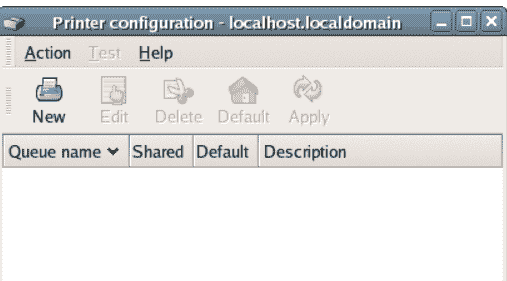 Printer configuration - localhost.localdomain
Action Test Help
New Edit Delete Default Apply
Queue name Shared Default Description